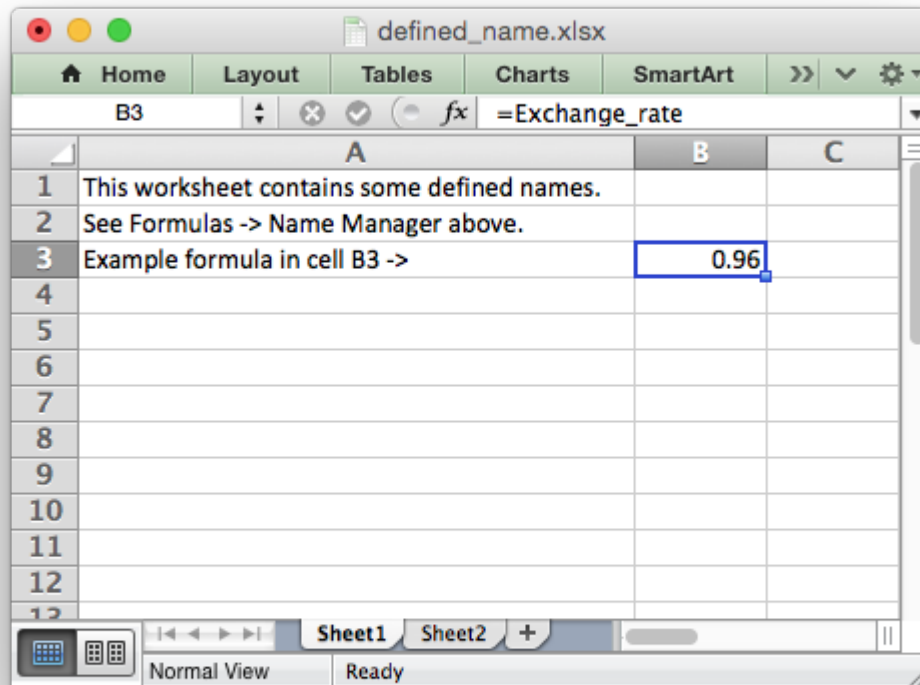 defined_name.xlsx
Home Layout Tables Charts SmartArt
B3 fx =Exchange_rate
A B C
1 This worksheet contains some defined names.
2 See Formulas -> Name Manager above.
3 Example formula in cell B3 -> 0.96
4
5
6
7
8
9
10
11
12
13
Sheet1 Sheet2 +
Normal View Ready